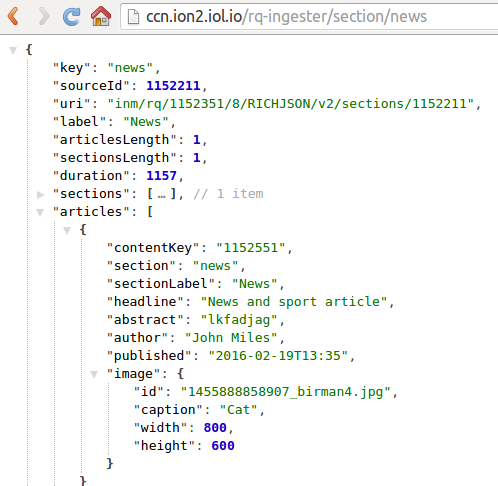 ccn.ion2.iol.io/rq-ingester/section/news
{
"key": "news",
"sourceId": 1152211,
"uri": "inm/rq/1152351/8/RICHJSON/v2/sections/1152211",
"label": "News",
"articlesLength": 1,
"sectionsLength": 1,
"duration": 1157,
"sections": [ … ], // 1 item
"articles": [
{
"contentKey": "1152551",
"section": "news",
"sectionLabel": "News",
"headline": "News and sport article",
"abstract": "lkfadjag",
"author": "John Miles",
"published": "2016-02-19T13:35",
"image": {
"id": "1455888858907_birman4.jpg",
"caption": "Cat",
"width": 800,
"height": 600
}
}